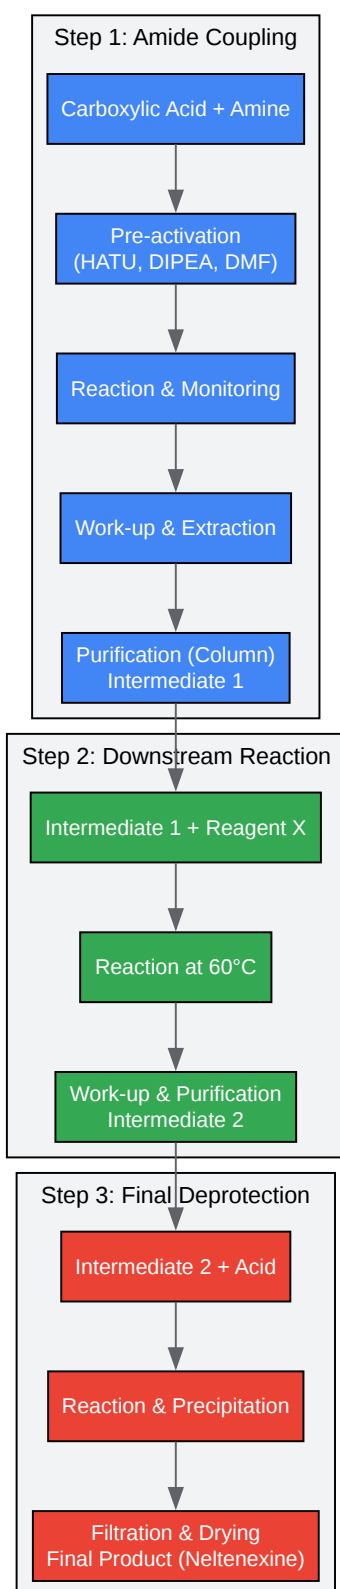 Step 1: Amide Coupling
Carboxylic Acid + Amine
Pre-activation
(HATU, DIPEA, DMF)
Reaction & Monitoring
Work-up & Extraction
Purification (Column)
Intermediate 1
Step 2: Downstream Reaction
Intermediate 1 + Reagent X
Reaction at 60°C
Work-up & Purification
Intermediate 2
Step 3: Final Deprotection
Intermediate 2 + Acid
Reaction & Precipitation
Filtration & Drying
Final Product (Neltenexine)